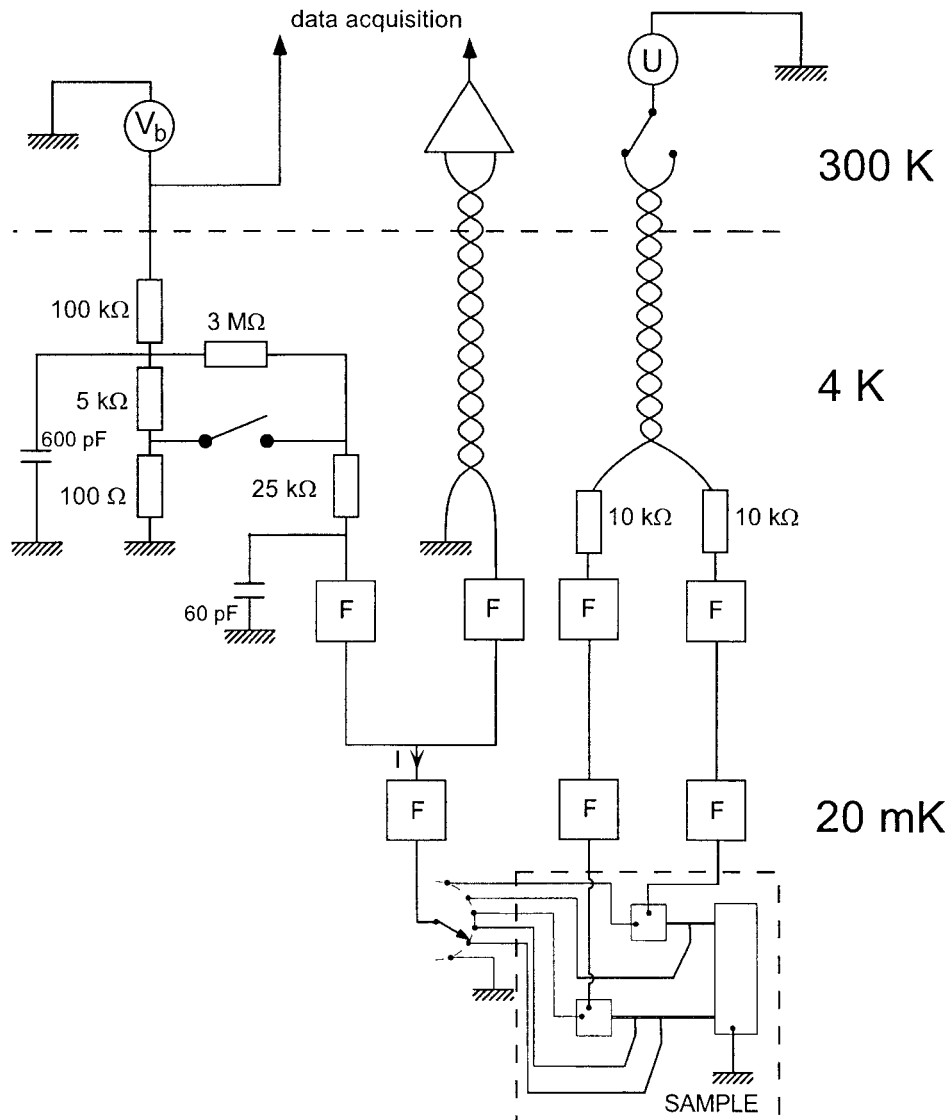 data acquisition
U
V_b
300 K
100 kΩ
3 MΩ
4 K
5 kΩ
600 pF
100 Ω
25 kΩ
10 kΩ
10 kΩ
60 pF
F
F
F
F
I
F
F
F
20 mK
SAMPLE